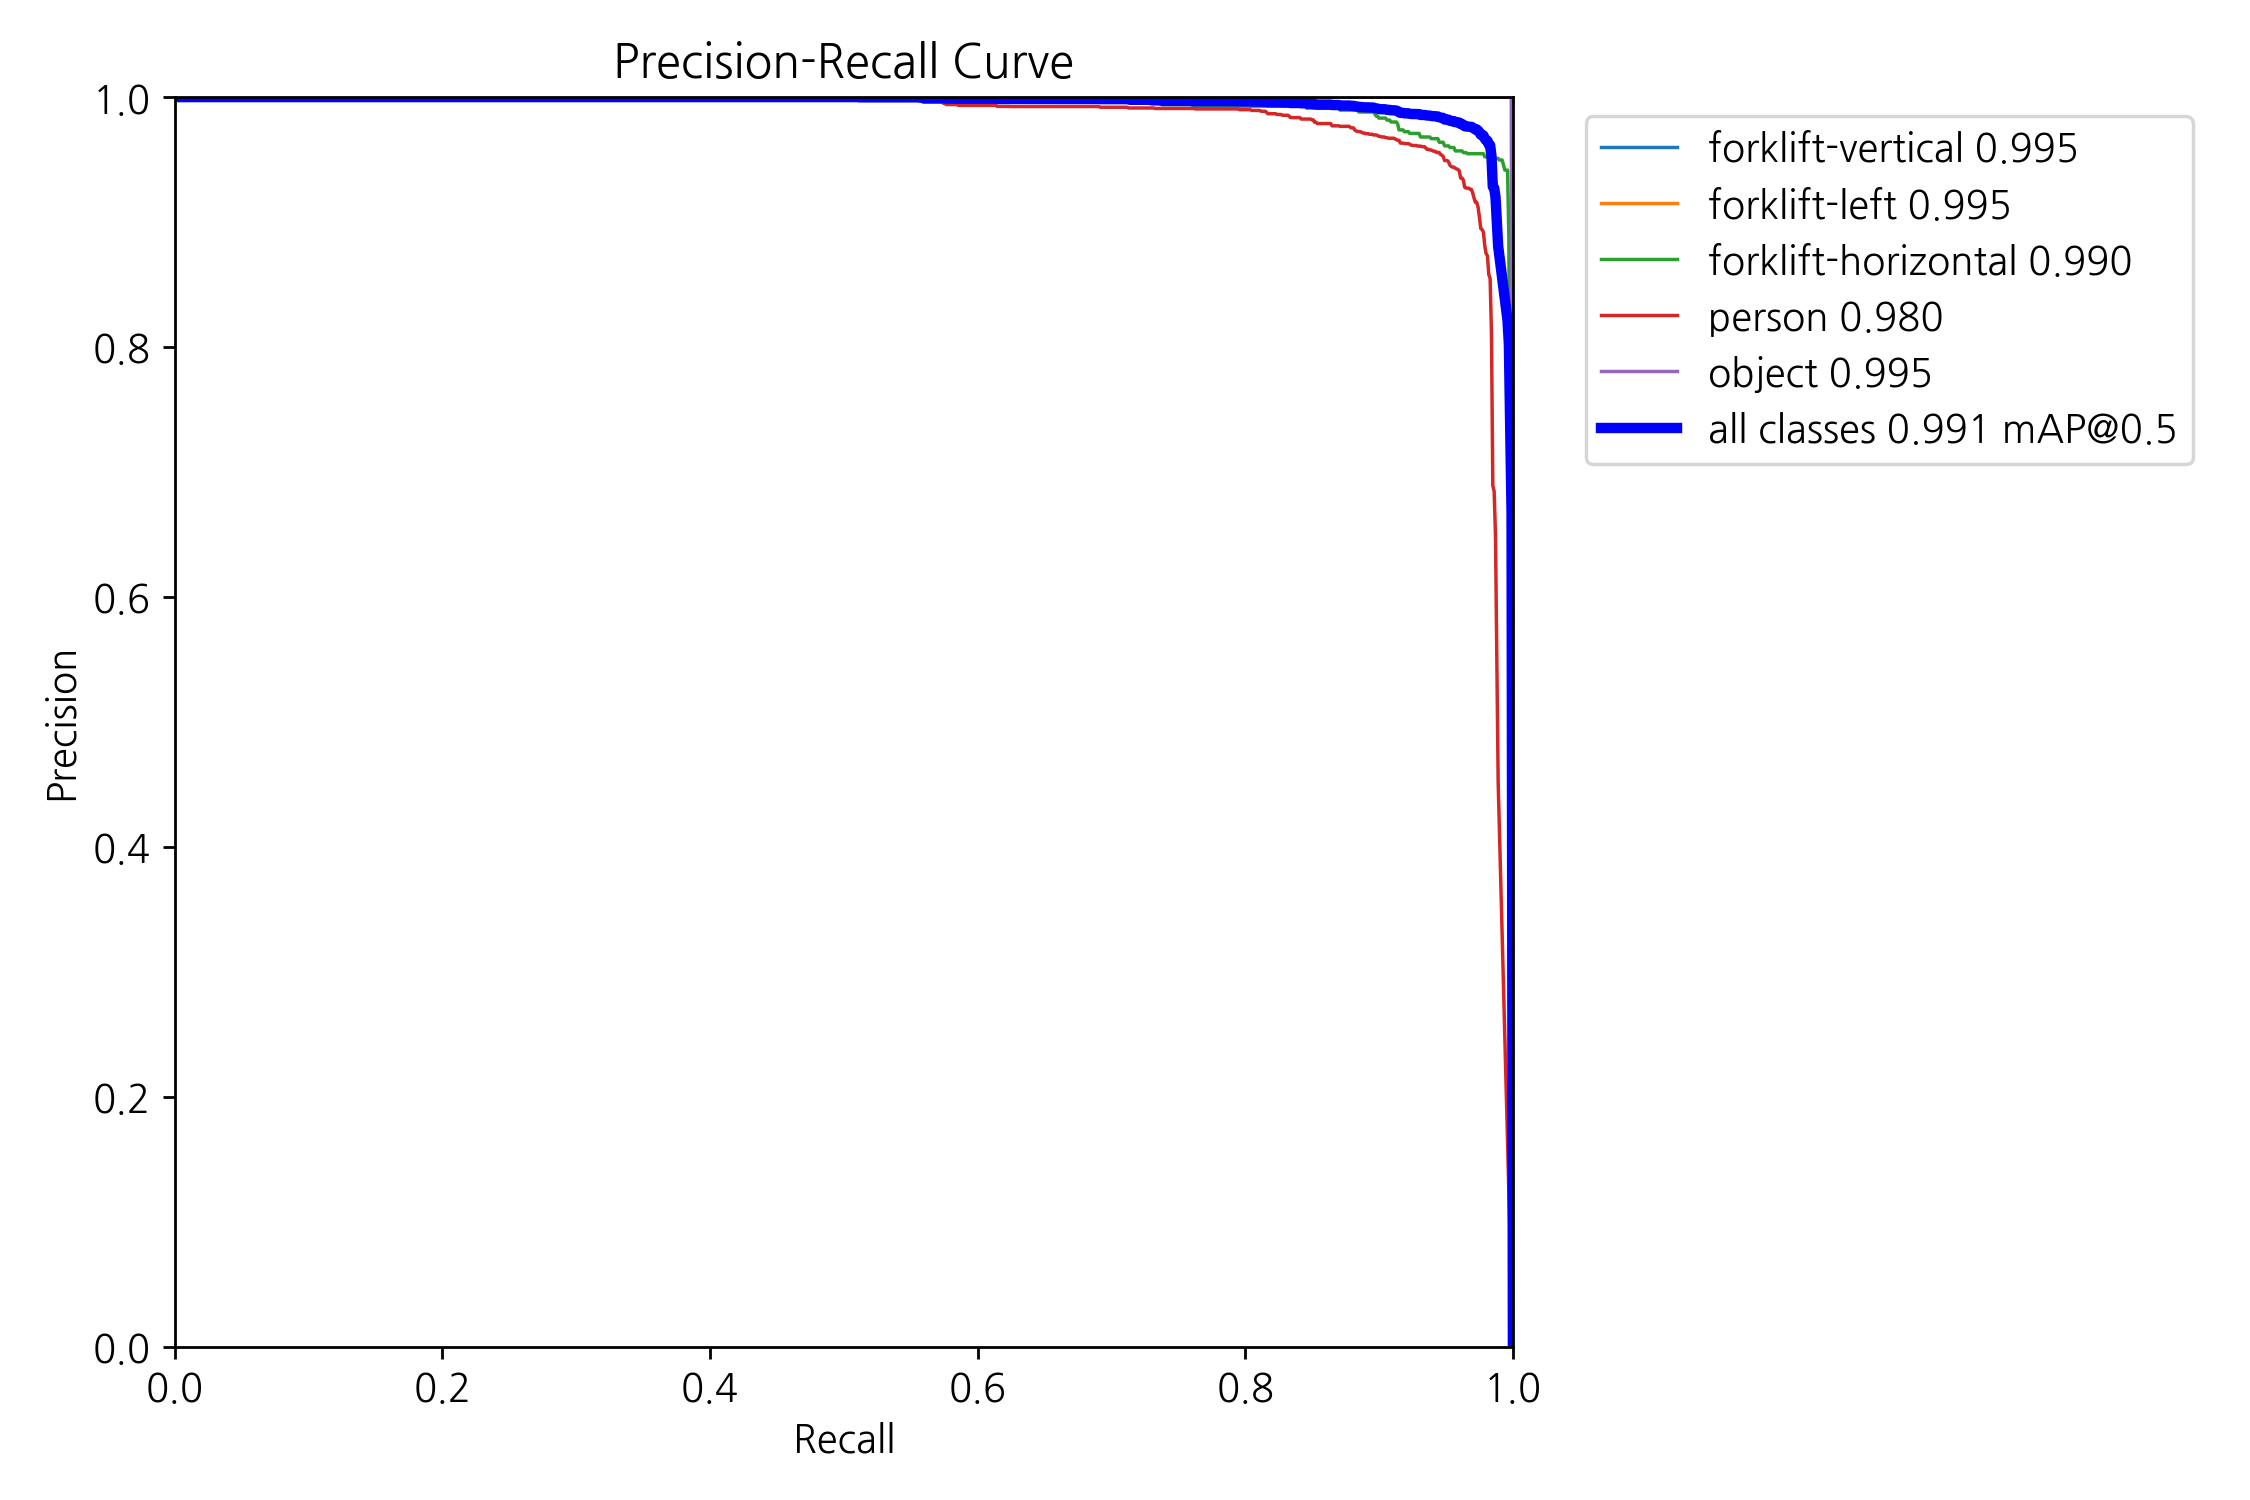 Precision-Recall Curve
1.0
0.8
0.6
0.4
0.2
0.0
Precision
0.0 0.2 0.4 0.6 0.8 1.0
Recall
forklift-vertical 0.995
forklift-left 0.995
forklift-horizontal 0.990
person 0.980
object 0.995
all classes 0.991 mAP@0.5